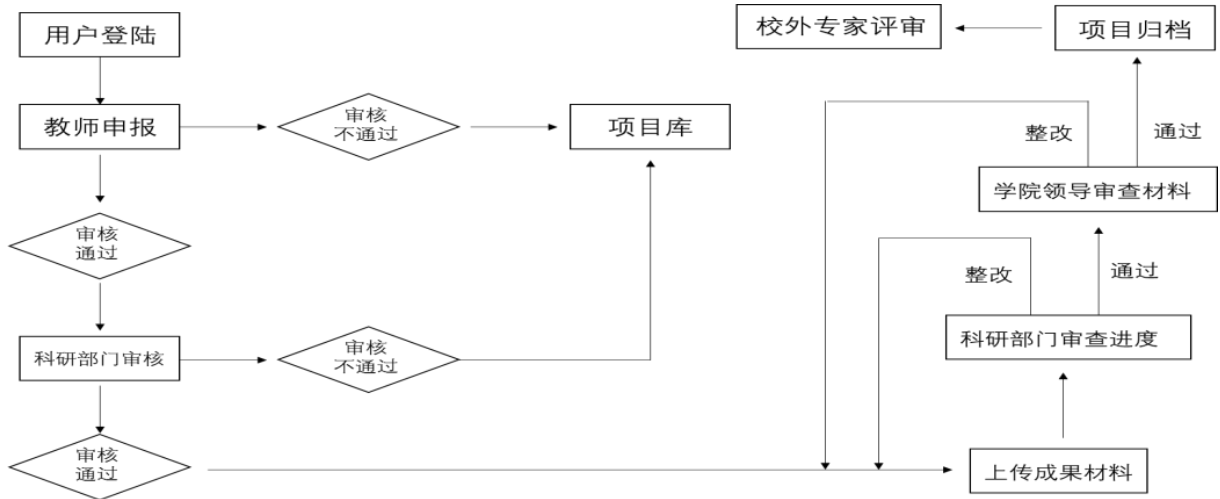 用户登陆
校外专家评审
项目归档
教师申报
审核
不通过
项目库
整改
通过
学院领导审查材料
审核
通过
整改
通过
科研部门审核
审核
不通过
科研部门审查进度
审核
通过
上传成果材料